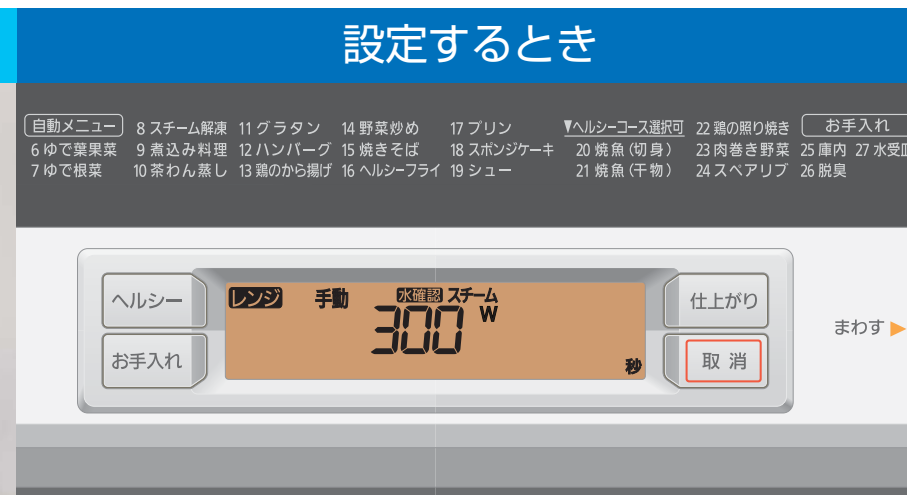 設定するとき
自動メニュー 8 スチーム解凍 11 グラタン 14 野菜炒め 17 プリン ▼ヘルシーコース選択可 22 鶏の照り焼き お手入れ
6 ゆで葉果菜 9 煮込み料理 12 ハンバーグ 15 焼きそば 18 スポンジケーキ 20 焼魚(切身) 23 肉巻き野菜 25 庫内 27 水受皿
7 ゆで根菜 10 茶わん蒸し 13 鶏のから揚げ 16 ヘルシーフライ 19 シュー 21 焼魚(干物) 24 スペアリブ 26 脱臭
ヘルシー レンジ 手動 水確認 スチーム 仕上がり
300 W
まわす ▶
お手入れ 秒 取 消